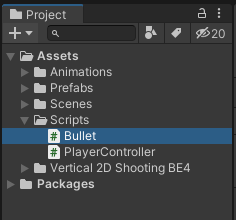 Project
20
Assets
Animations
Prefabs
Scenes
Scripts
# Bullet
# PlayerController
Vertical 2D Shooting BE4
Packages